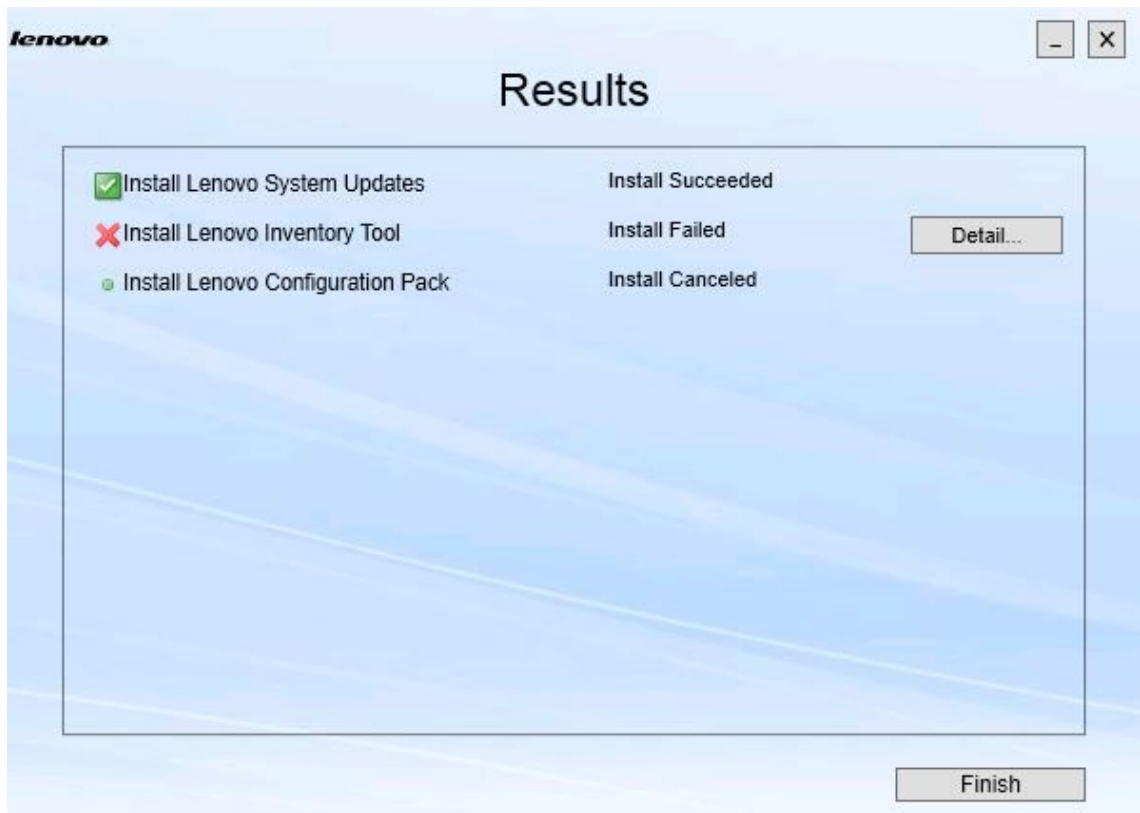 lenovo
_ X
Results
Install Lenovo System Updates Install Succeeded
Install Lenovo Inventory Tool Install Failed Detail...
Install Lenovo Configuration Pack Install Canceled
Finish